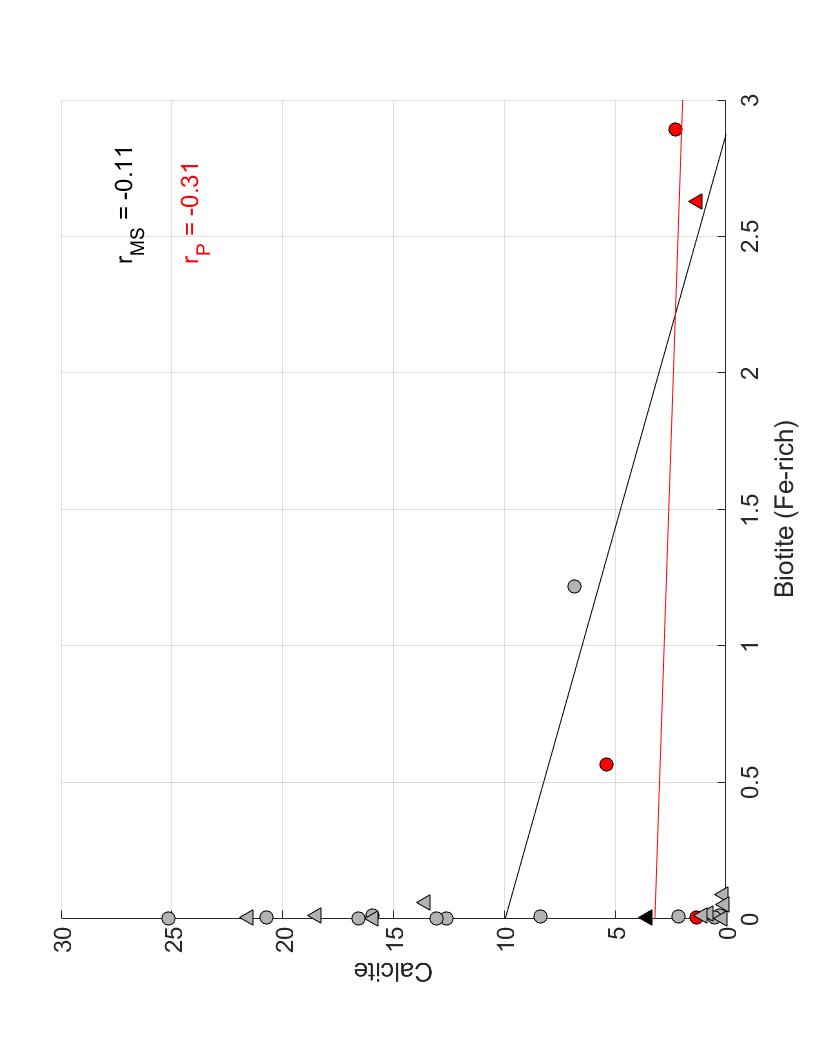 30
r_MS = -0.11
r_P = -0.31
25
20
15
Calcite
10
5
0
0 0.5 1 1.5 2 2.5 3
Biotite (Fe-rich)